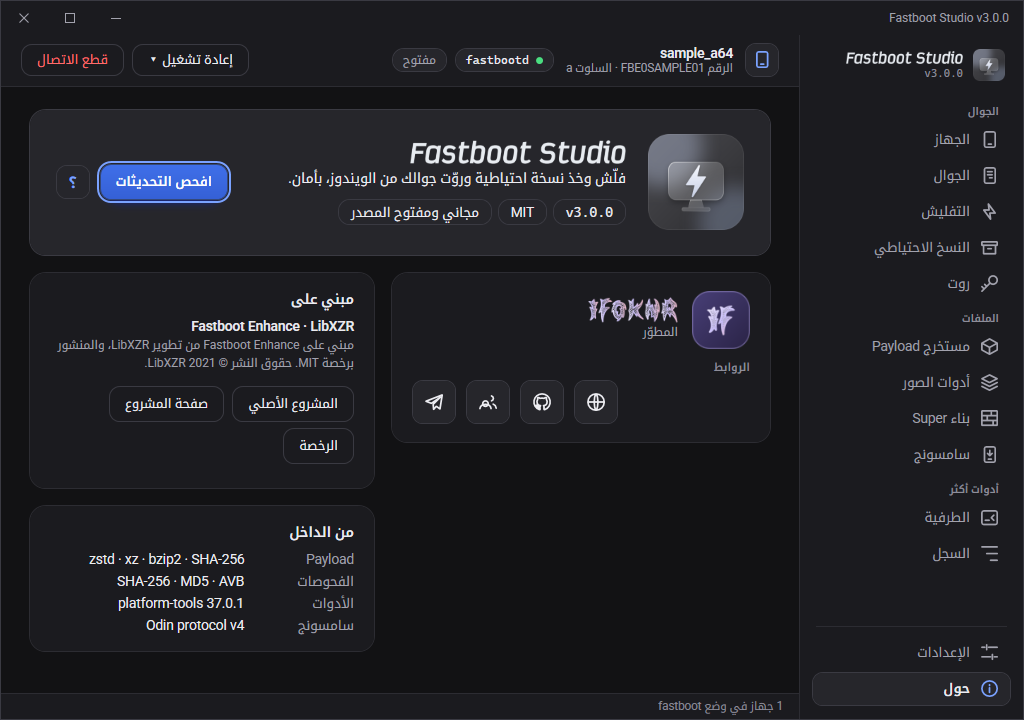 Fastboot Studio v3.0.0
Fastboot Studio
v3.0.0
الجوال
الجهاز
الجوال
التفليش
النسخ الاحتياطي
روت
الملفات
مستخرج Payload
أدوات الصور
بناء Super
سامسونج
أدوات أكثر
الطرفية
السجل
الإعدادات
حول
sample_a64
الرقم FBE0SAMPLE01 · السلوت a
fastbootd
مفتوح
إعادة تشغيل
قطع الاتصال
Fastboot Studio
فلّش وخذ نسخة احتياطية وروّت جوالك من الويندوز، بأمان.
v3.0.0
MIT
مجاني ومفتوح المصدر
افحص التحديثات
؟
IF
IFOKNR
المطوّر
الروابط
مبني على
Fastboot Enhance · LibXZR
مبني على Fastboot Enhance من تطوير LibXZR، والمنشور
برخصة MIT. حقوق النشر © 2021 LibXZR.
المشروع الأصلي
صفحة المشروع
الرخصة
من الداخل
Payload zstd · xz · bzip2 · SHA-256
الفحوصات SHA-256 · MD5 · AVB
الأدوات platform-tools 37.0.1
سامسونج Odin protocol v4
1 جهاز في وضع fastboot